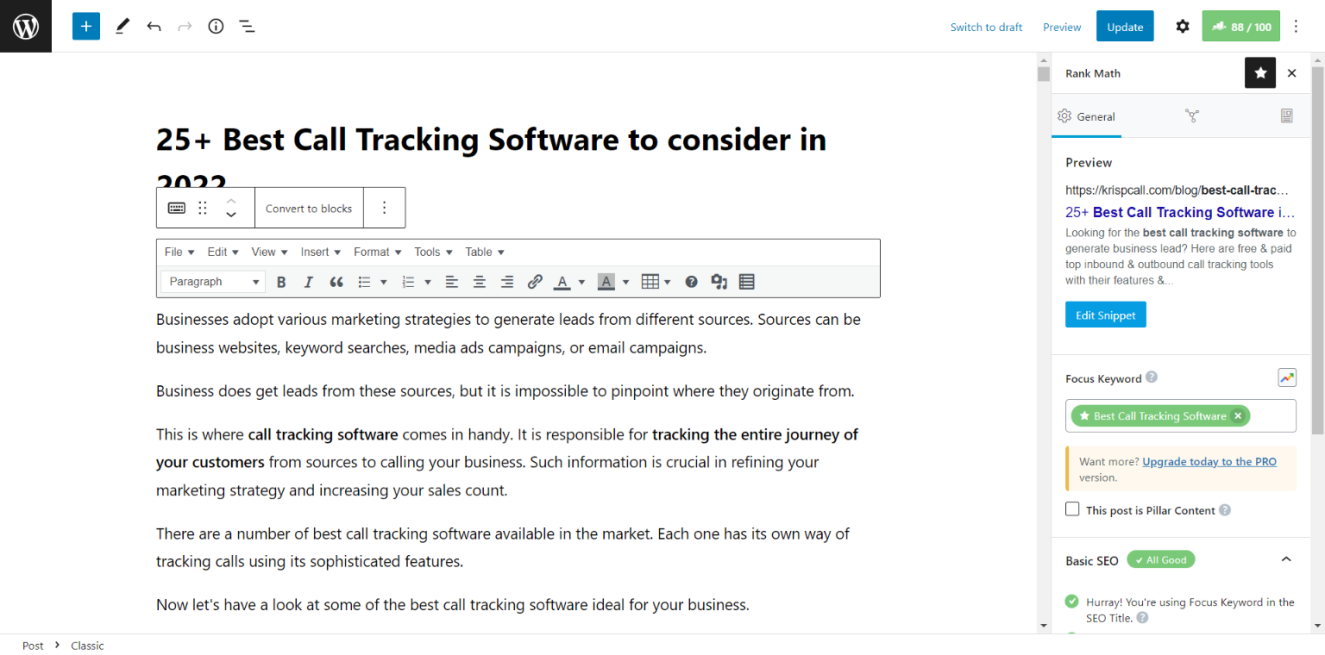 Switch to draft Preview Update 88 / 100
Rank Math
General
25+ Best Call Tracking Software to consider in
2022
Convert to blocks
File Edit View Insert Format Tools Table
Paragraph B I A A
Businesses adopt various marketing strategies to generate leads from different sources. Sources can be
business websites, keyword searches, media ads campaigns, or email campaigns.
Business does get leads from these sources, but it is impossible to pinpoint where they originate from.
This is where call tracking software comes in handy. It is responsible for tracking the entire journey of
your customers from sources to calling your business. Such information is crucial in refining your
marketing strategy and increasing your sales count.
There are a number of best call tracking software available in the market. Each one has its own way of
tracking calls using its sophisticated features.
Now let's have a look at some of the best call tracking software ideal for your business.
Preview
https://krispcall.com/blog/best-call-trac...
25+ Best Call Tracking Software i...
Looking for the best call tracking software to
generate business lead? Here are free & paid
top inbound & outbound call tracking tools
with their features &...
Edit Snippet
Focus Keyword
Best Call Tracking Software
Want more? Upgrade today to the PRO
version.
This post is Pillar Content
Basic SEO All Good
Hurray! You're using Focus Keyword in the
SEO Title.
Post › Classic